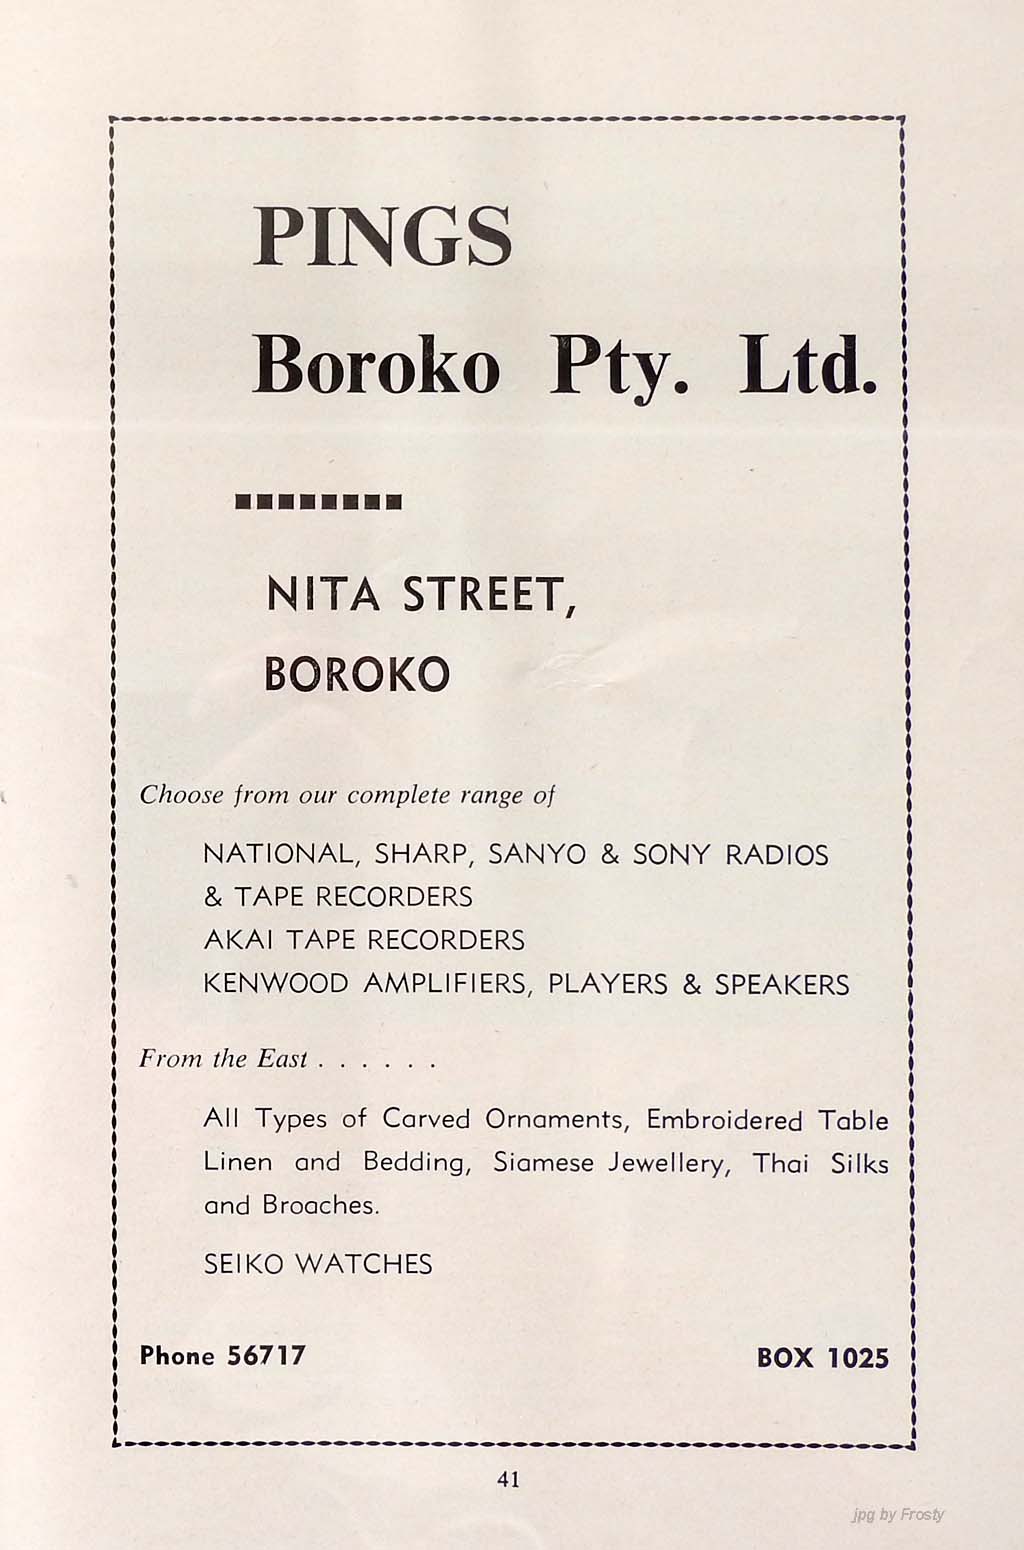 PINGS
Boroko Pty. Ltd.
NITA STREET,
BOROKO
Choose from our complete range of
NATIONAL, SHARP, SANYO & SONY RADIOS
& TAPE RECORDERS
AKAI TAPE RECORDERS
KENWOOD AMPLIFIERS, PLAYERS & SPEAKERS
From the East . . . . . .
All Types of Carved Ornaments, Embroidered Table
Linen and Bedding, Siamese Jewellery, Thai Silks
and Broaches.
SEIKO WATCHES
Phone 56717 BOX 1025
41
jpg by Frosty